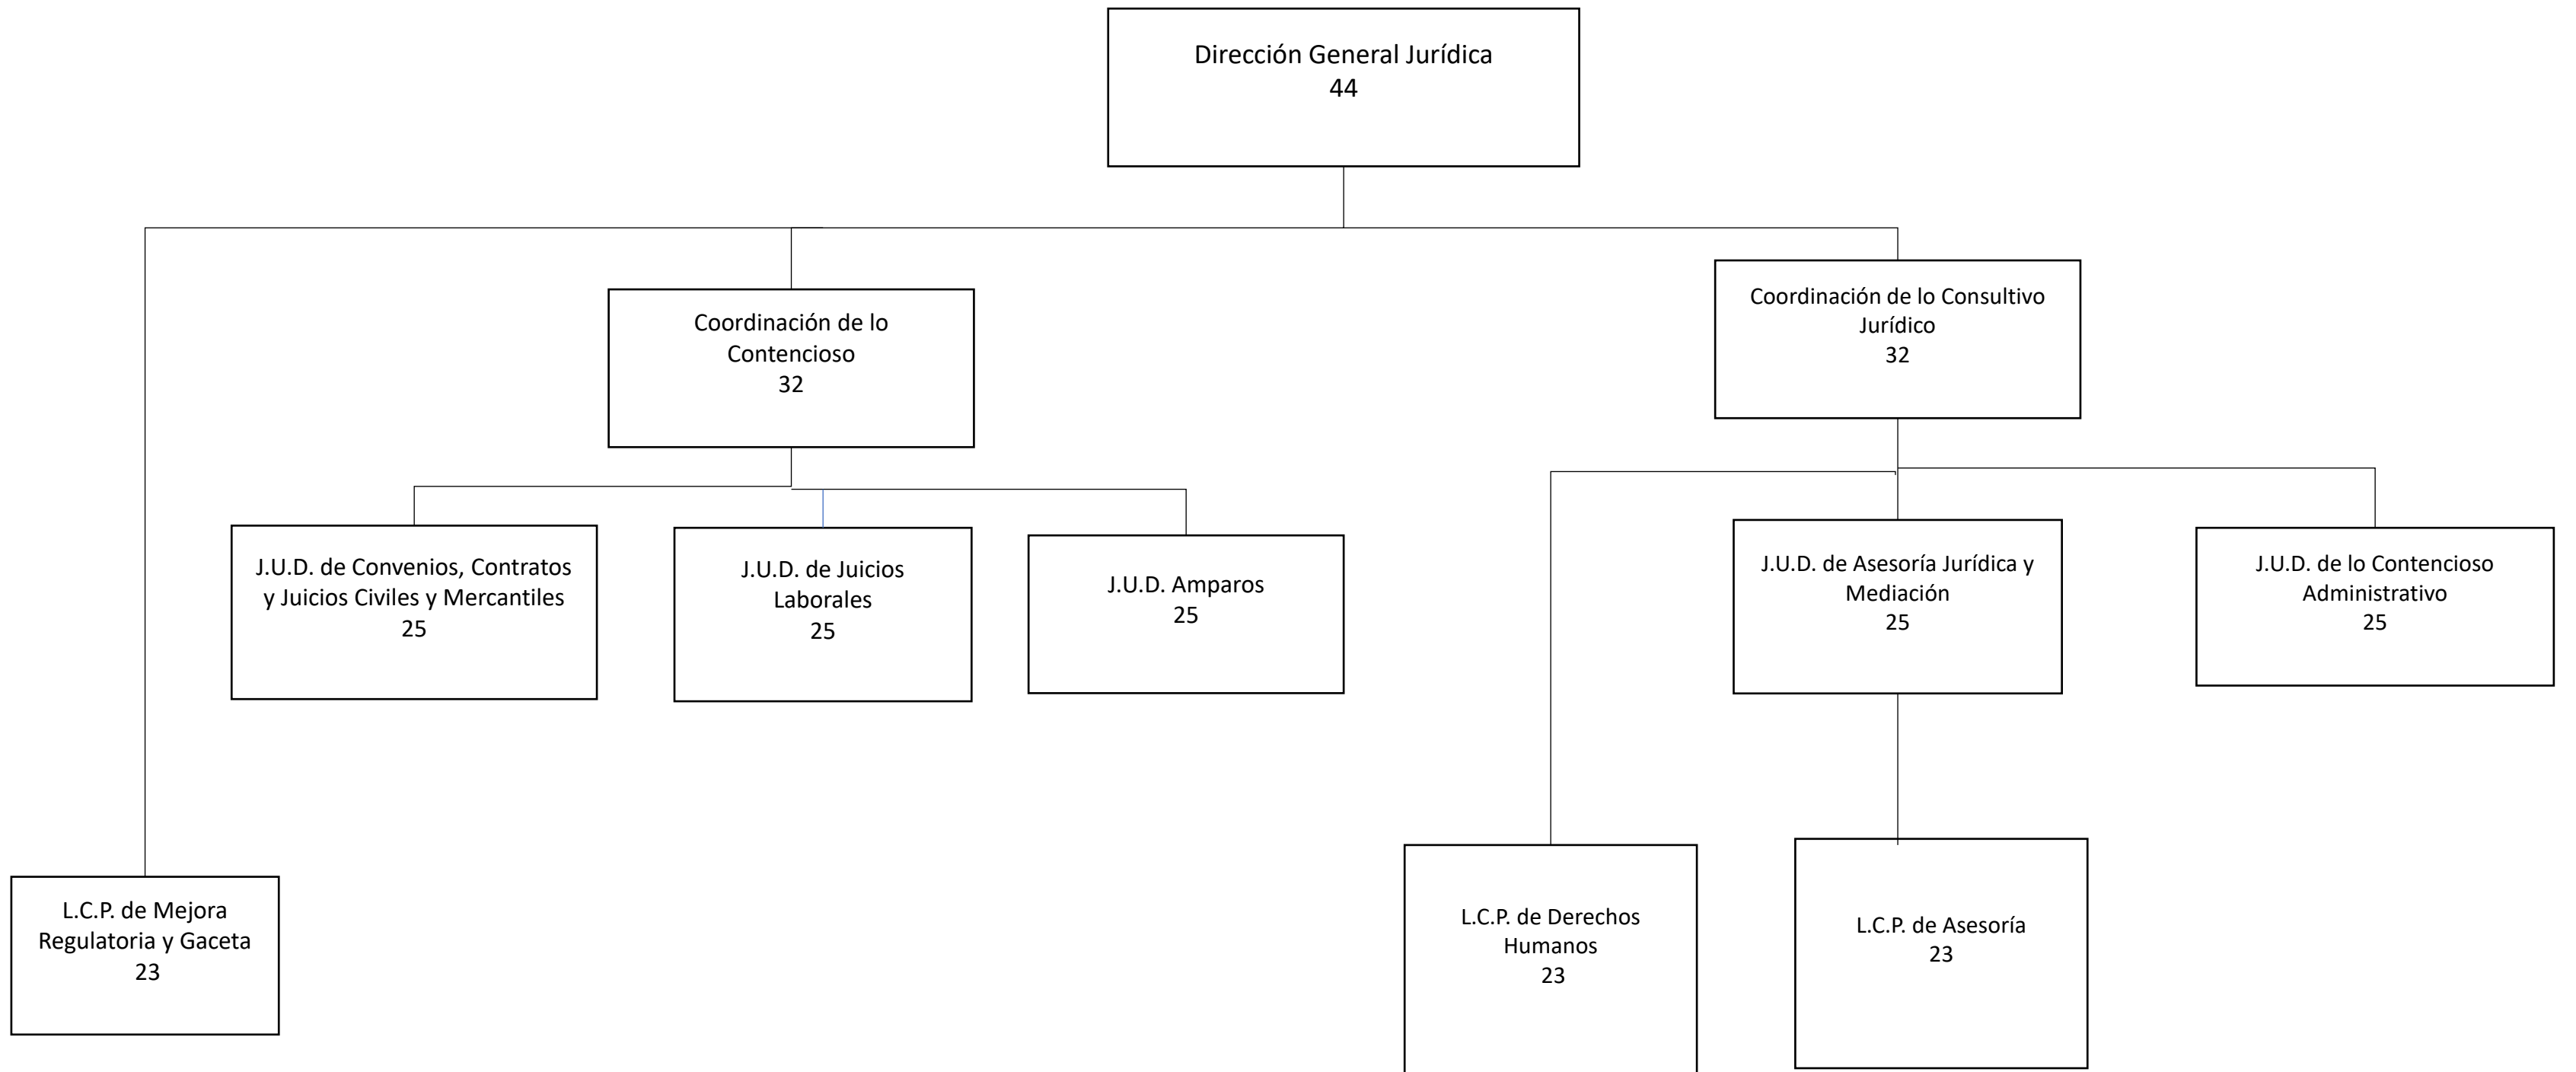 Dirección General Jurídica
44
Coordinación de lo
Contencioso
32
Coordinación de lo Consultivo
Jurídico
32
J.U.D. de Convenios, Contratos
y Juicios Civiles y Mercantiles
25
J.U.D. de Juicios
Laborales
25
J.U.D. Amparos
25
J.U.D. de Asesoría Jurídica y
Mediación
25
J.U.D. de lo Contencioso
Administrativo
25
L.C.P. de Mejora
Regulatoria y Gaceta
23
L.C.P. de Derechos
Humanos
23
L.C.P. de Asesoría
23